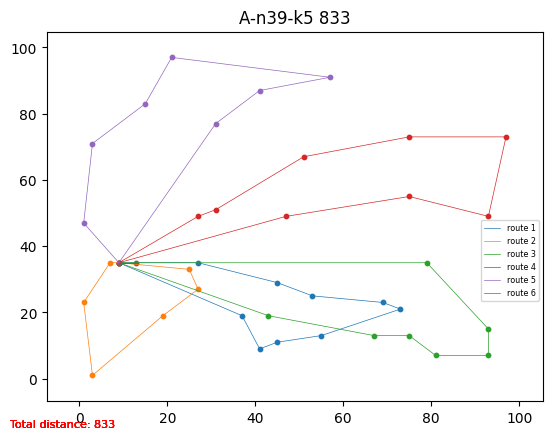 A-n39-k5 833
100
80
60
40
20
0
route 1
route 2
route 3
route 4
route 5
route 6
0 20 40 60 80 100
Total distance: 833